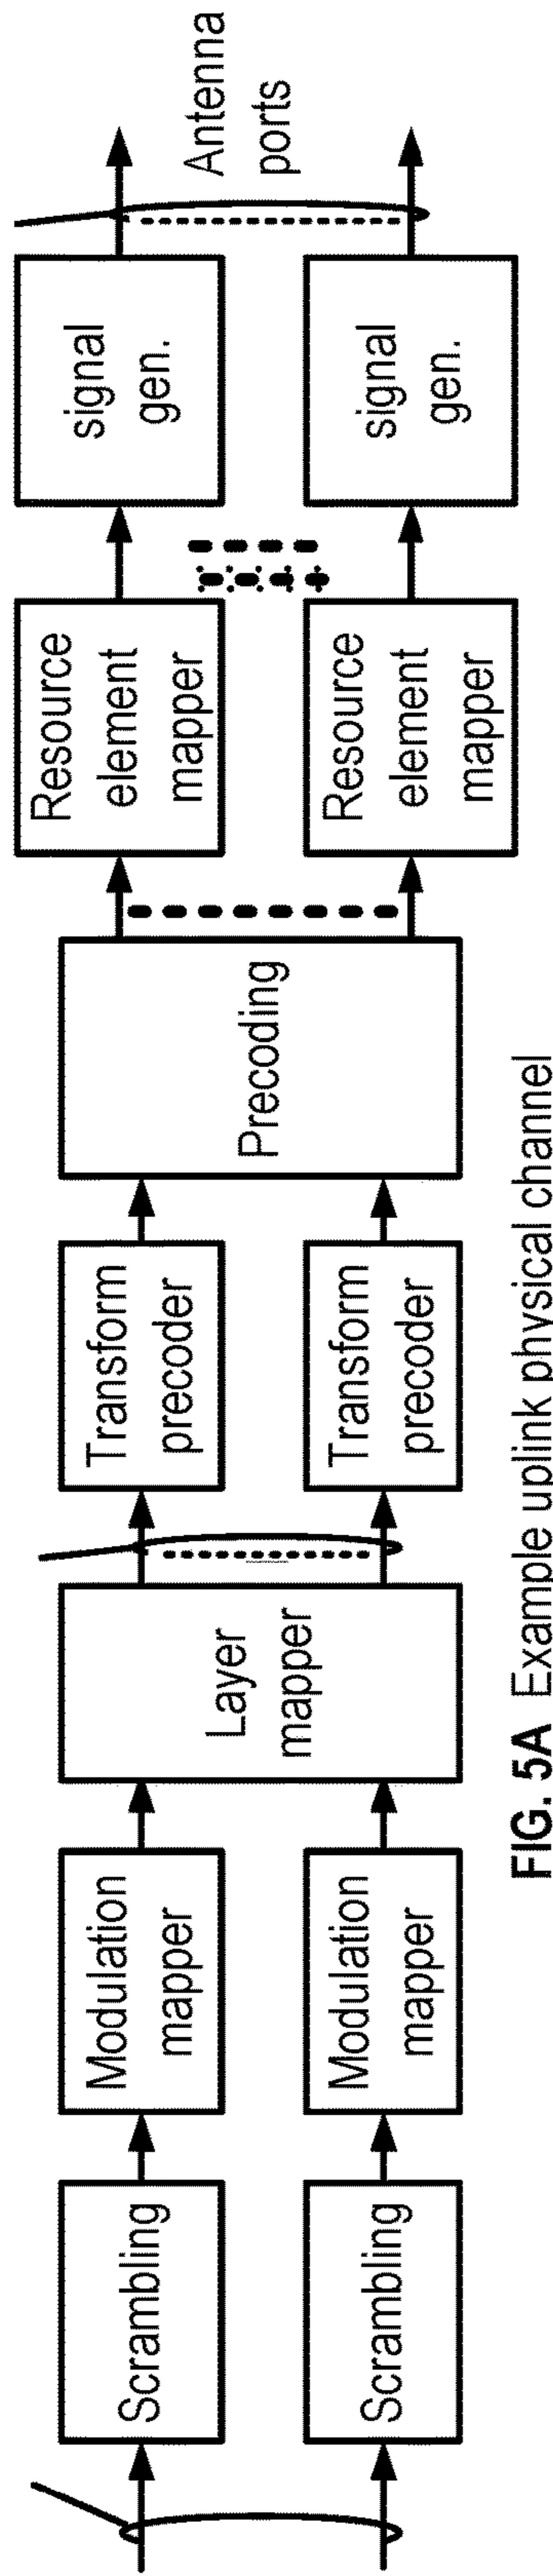 Scrambling
Scrambling
Modulation
mapper
Modulation
mapper
Layer
mapper
Transform
precoder
Transform
precoder
Precoding
Resource
element
mapper
Resource
element
mapper
signal
gen.
signal
gen.
Antenna
ports
FIG. 5A Example uplink physical channel